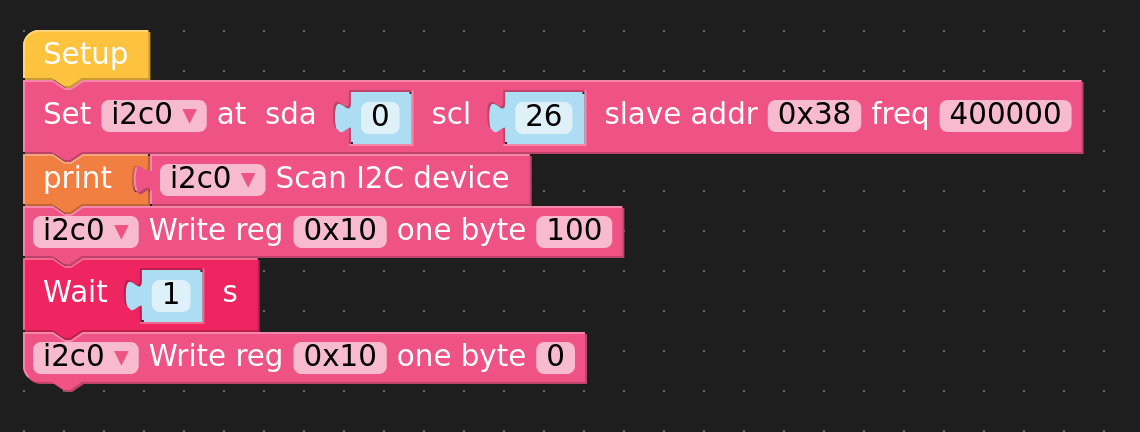 Setup
Set i2c0 ▼ at sda 0 scl 26 slave addr 0x38 freq 400000
print i2c0 ▼ Scan I2C device
i2c0 ▼ Write reg 0x10 one byte 100
Wait 1 s
i2c0 ▼ Write reg 0x10 one byte 0